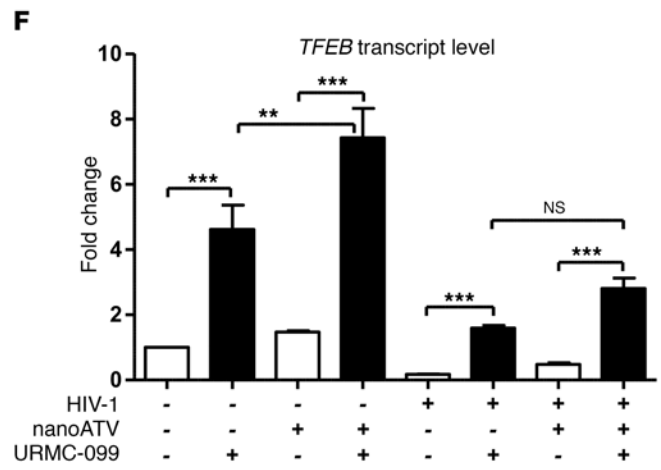 F
TFEB transcript level
Fold change
10
8
6
4
2
0
***
**
***
***
NS
***
HIV-1 - - - - + + + +
nanoATV - - + + - - + +
URMC-099 - + - + - + - +